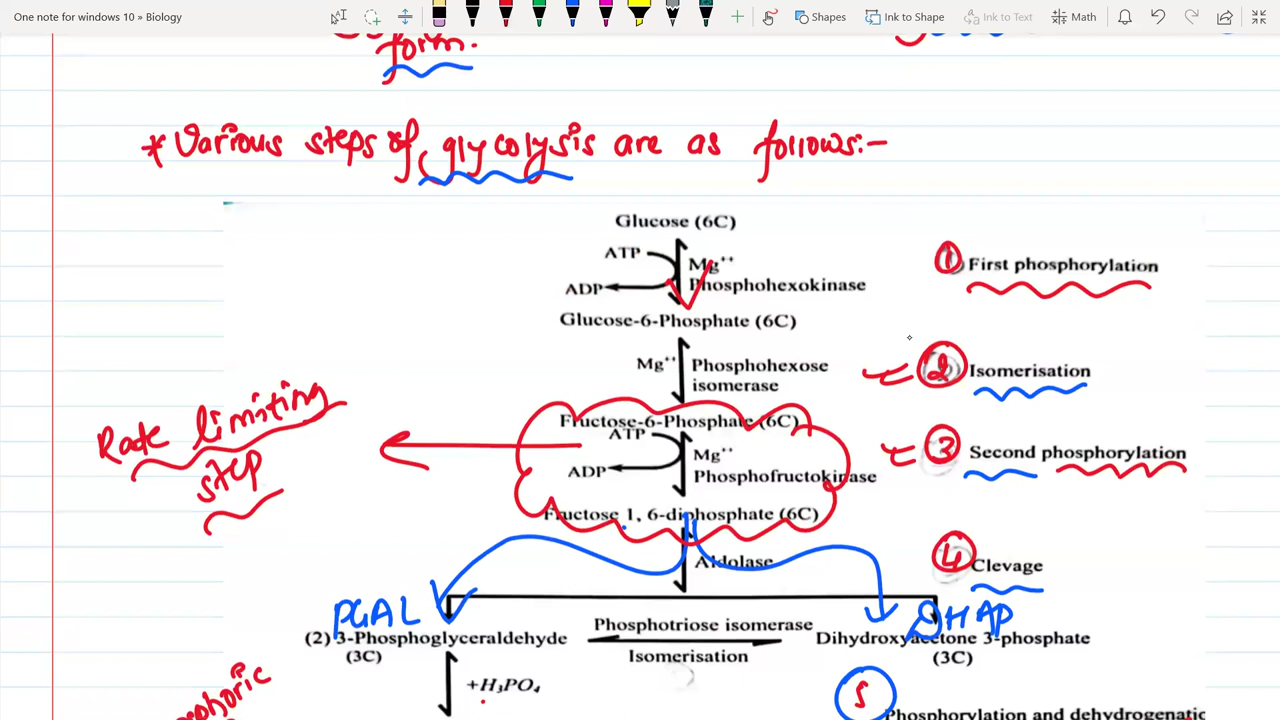 One note for windows 10 » Biology
Shapes
Ink to Shape
Ink to Text
Math
form.
* Various steps of glycolysis are as follows:-
Glucose (6C)
ATP
Mg++
ADP
Phosphohexokinase
① First phosphorylation
Glucose-6-Phosphate (6C)
Mg++ Phosphohexose
isomerase
② Isomerisation
Rate limiting
step
Fructose-6-Phosphate (6C)
ATP
Mg++
ADP
Phosphofructokinase
③ Second phosphorylation
Fructose 1, 6-diphosphate (6C)
Aldolase
④ Clevage
PGAL
DHAP
(2) 3-Phosphoglyceraldehyde
(3C)
Phosphotriose isomerase
Isomerisation
Dihydroxyacetone 3-phosphate
(3C)
+H₃PO₄
5
Phosphorylation and dehydrogenatic
phoric